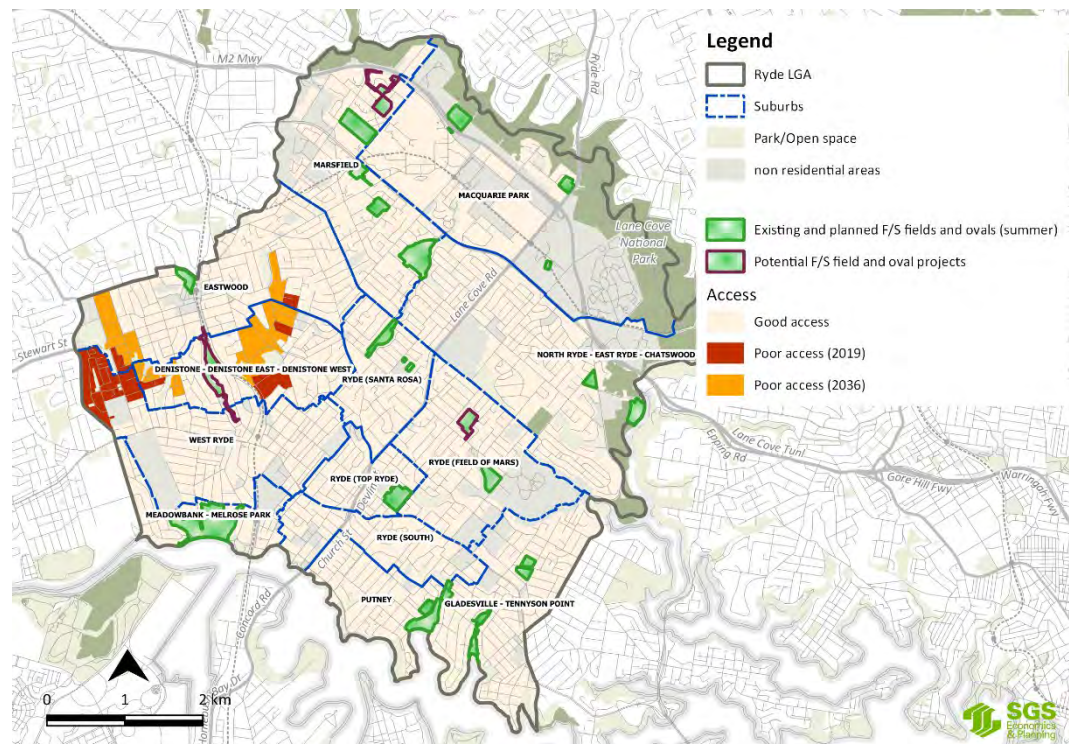 M2 Mwy
Ryde Rd
MARSFIELD
MACQUARIE PARK
Lane Cove
National
Park
Lane Cove Rd
EASTWOOD
Stewart St
DENISTONE - DENISTONE EAST - DENISTONE WEST
RYDE (SANTA ROSA)
NORTH RYDE - EAST RYDE - CHATSWOOD
WEST RYDE
RYDE (FIELD OF MARS)
RYDE (TOP RYDE)
Devlin
Epping Rd
Lane Cove Tunl
Gore Hill Fwy
Warringah Fwy
MEADOWBANK - MELROSE PARK
Church St
RYDE (SOUTH)
PUTNEY
GLADESVILLE - TENNYSON POINT
Concord Rd
Bay Dr
0 1 2 km
Legend
Ryde LGA
Suburbs
Park/Open space
non residential areas
Existing and planned F/S fields and ovals (summer)
Potential F/S field and oval projects
Access
Good access
Poor access (2019)
Poor access (2036)
SGS
Economics
& Planning